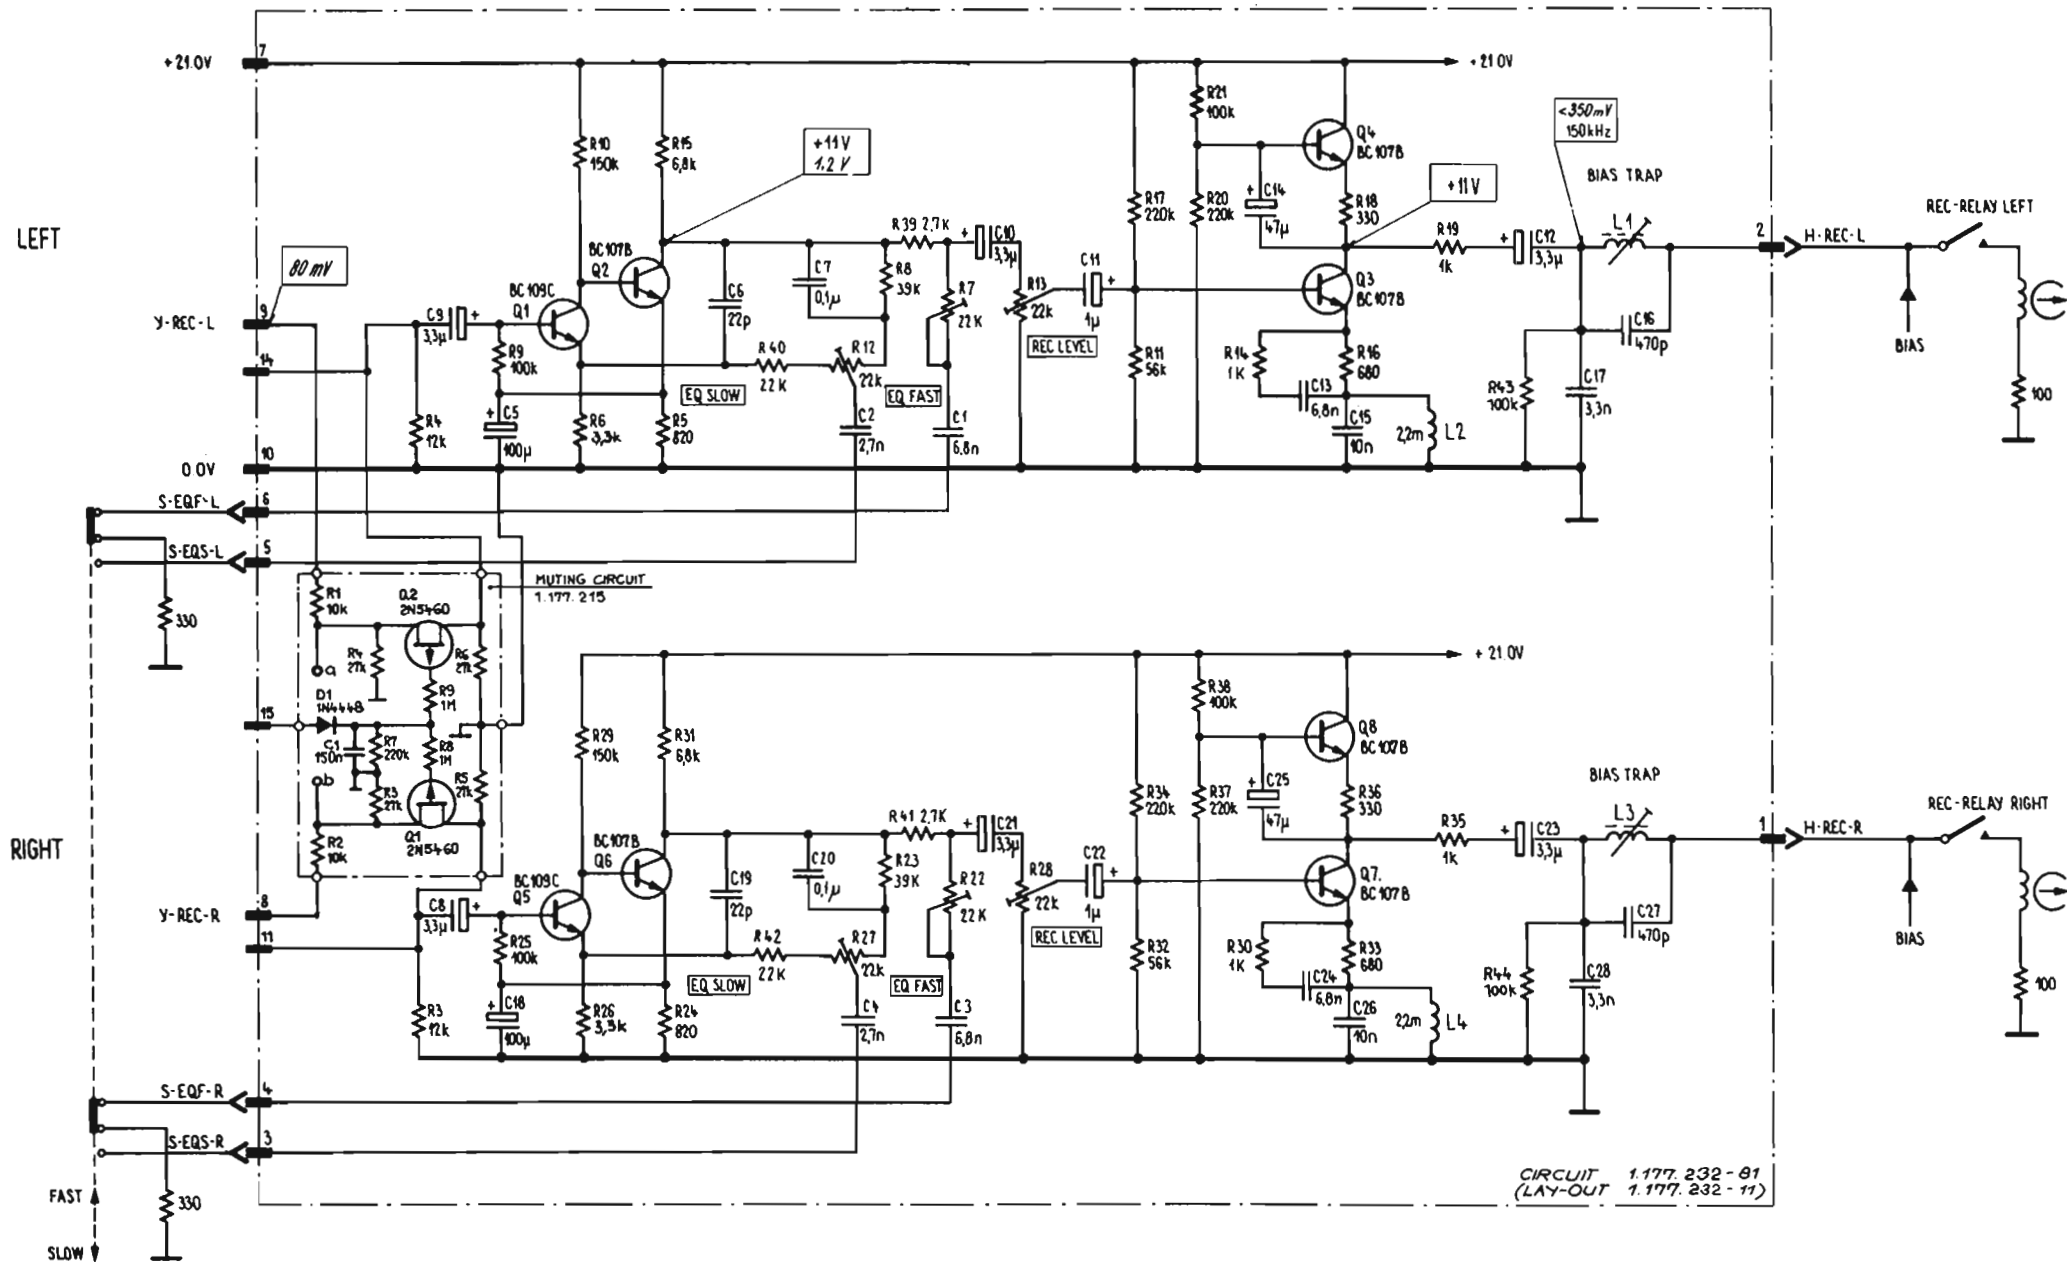 +21.0V
7
+21.0V
R10
150k
R15
6,8k
+11V
1.2 V
R21
100k
Q4
BC107B
<350mV
150kHz
BIAS TRAP
LEFT
80 mV
Y-REC-L
9
14
C9
3,3µ
R9
100k
BC109C
Q1
BC107B
Q2
C6
22p
C7
0,1µ
R39 2,7K
R8
39K
R7
22K
C10
3,3µ
R13
22k
REC LEVEL
C11
1µ
R17
220k
R20
220k
C14
47µ
R18
330
+11V
R19
1k
C12
3,3µ
L1
2
H-REC-L
REC-RELAY LEFT
BIAS
100
Q3
BC107B
R11
56k
R14
1K
R16
680
C13
6,8n
C15
10n
2,2m
L2
R43
100k
C16
470p
C17
3,3n
R4
12k
C5
100µ
R6
3,3k
R5
820
EQ SLOW
R40
22K
R12
22k
EQ FAST
C2
2,7n
C1
6,8n
0.0V
10
S-EQF-L
6
S-EQS-L
5
330
MUTING CIRCUIT
1.177.215
R1
10k
Q2
2N5460
R4
27k
R6
27k
a
R9
1M
D1
1N4448
15
C1
150n
R7
220k
R8
1M
R5
27k
b
R3
27k
R2
10k
Q1
2N5460
RIGHT
Y-REC-R
8
11
+21.0V
R29
150k
R31
6,8k
R38
100k
Q8
BC107B
BIAS TRAP
C8
3,3µ
R25
100k
BC109C
Q5
BC107B
Q6
C19
22p
C20
0,1µ
R41 2,7K
R23
39K
R22
22K
C21
3,3µ
R28
22k
REC LEVEL
C22
1µ
R34
220k
R37
220k
C25
47µ
R36
330
R35
1k
C23
3,3µ
L3
1
H-REC-R
REC-RELAY RIGHT
BIAS
100
Q7.
BC107B
R32
56k
R30
1K
R33
680
C24
6,8n
C26
10n
2,2m
L4
R44
100k
C27
470p
C28
3,3n
R3
12k
C18
100µ
R26
3,3k
R24
820
EQ SLOW
R42
22K
R27
22k
EQ FAST
C4
2,7n
C3
6,8n
S-EQF-R
4
S-EQS-R
3
330
FAST
SLOW
CIRCUIT 1.177.232-81
(LAY-OUT 1.177.232-11)